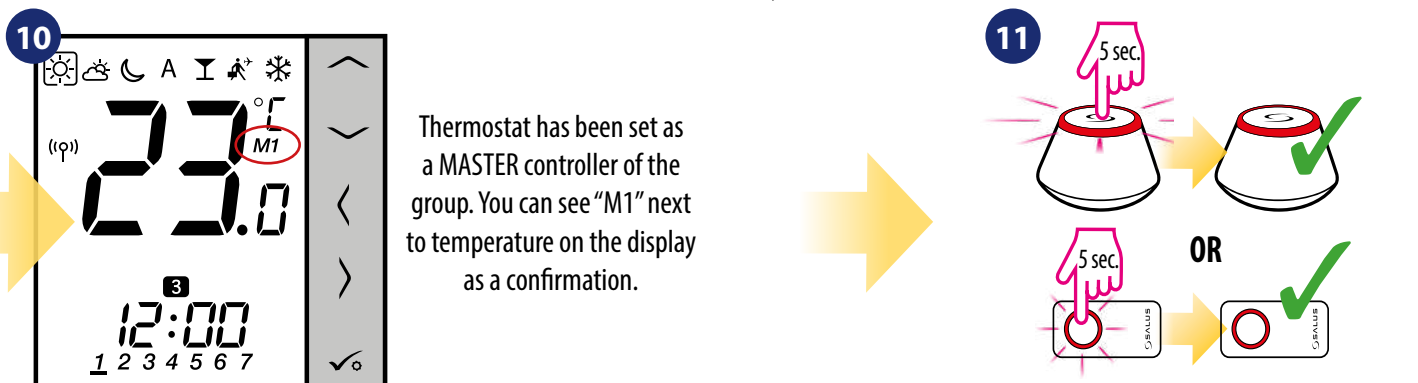 10
A
23.0 °C
M1
3
12:00
1 2 3 4 5 6 7
Thermostat has been set as
a MASTER controller of the
group. You can see “M1” next
to temperature on the display
as a confirmation.
11
5 sec.
OR
5 sec.
SALUS
SALUS